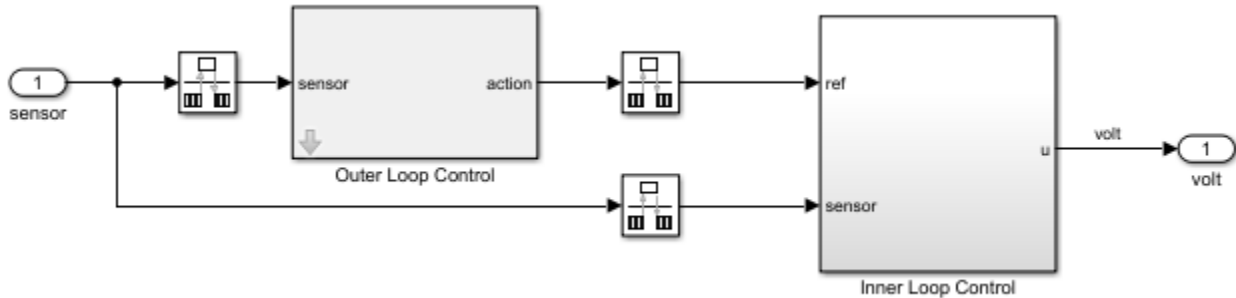 1
sensor
sensor
action
Outer Loop Control
ref
sensor
u
Inner Loop Control
volt
1
volt